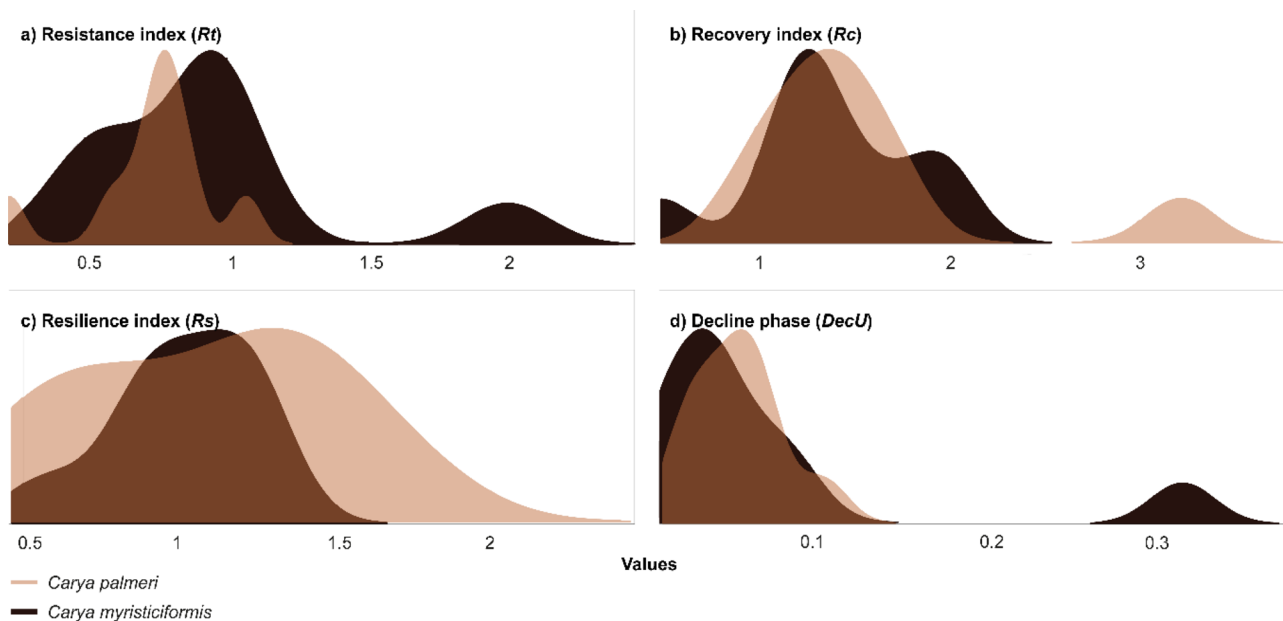 a) Resistance index (Rt)
0.5 1 1.5 2
b) Recovery index (Rc)
1 2 3
c) Resilience index (Rs)
0.5 1 1.5 2
d) Decline phase (DecU)
0.1 0.2 0.3
Values
Carya palmeri
Carya myristiciformis